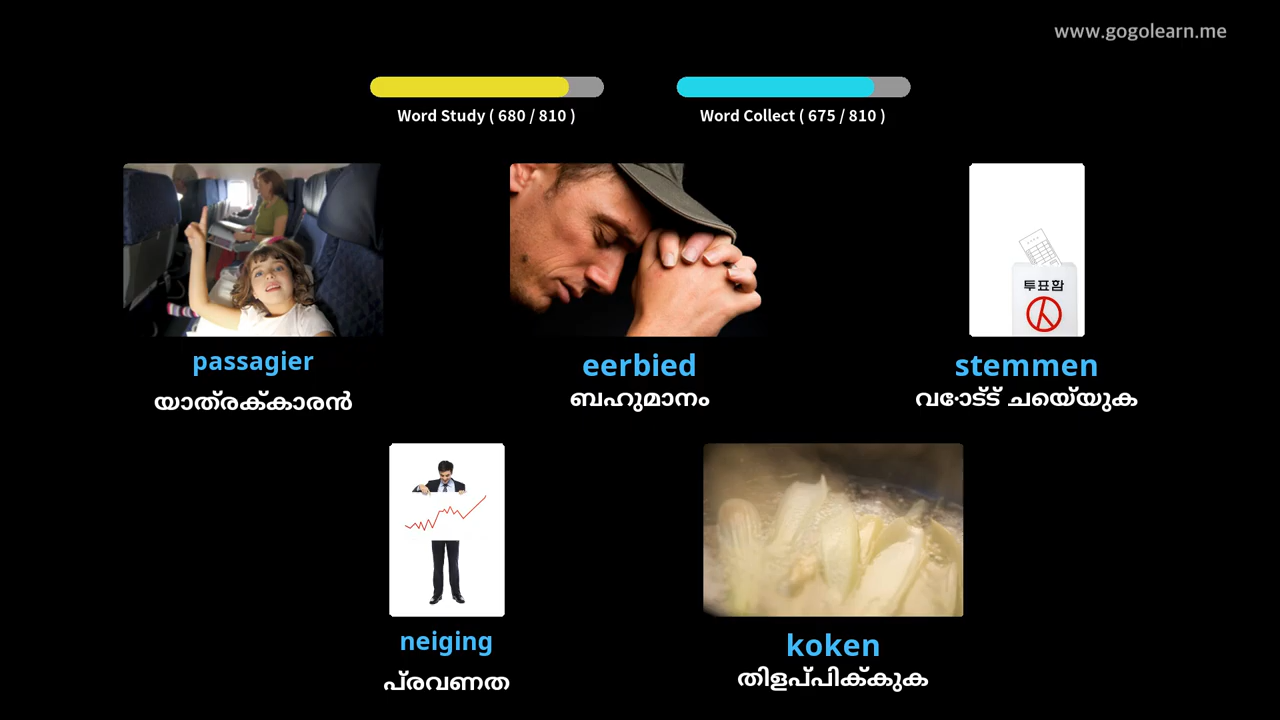 www.gogolearn.me
Word Study ( 680 / 810 )
Word Collect ( 675 / 810 )
투표함
passagier
യാത്രക്കാരൻ
eerbied
ബഹുമാനം
stemmen
വോട്ട് ചെയ്യുക
neiging
പ്രവണത
koken
തിളപ്പിക്കുക